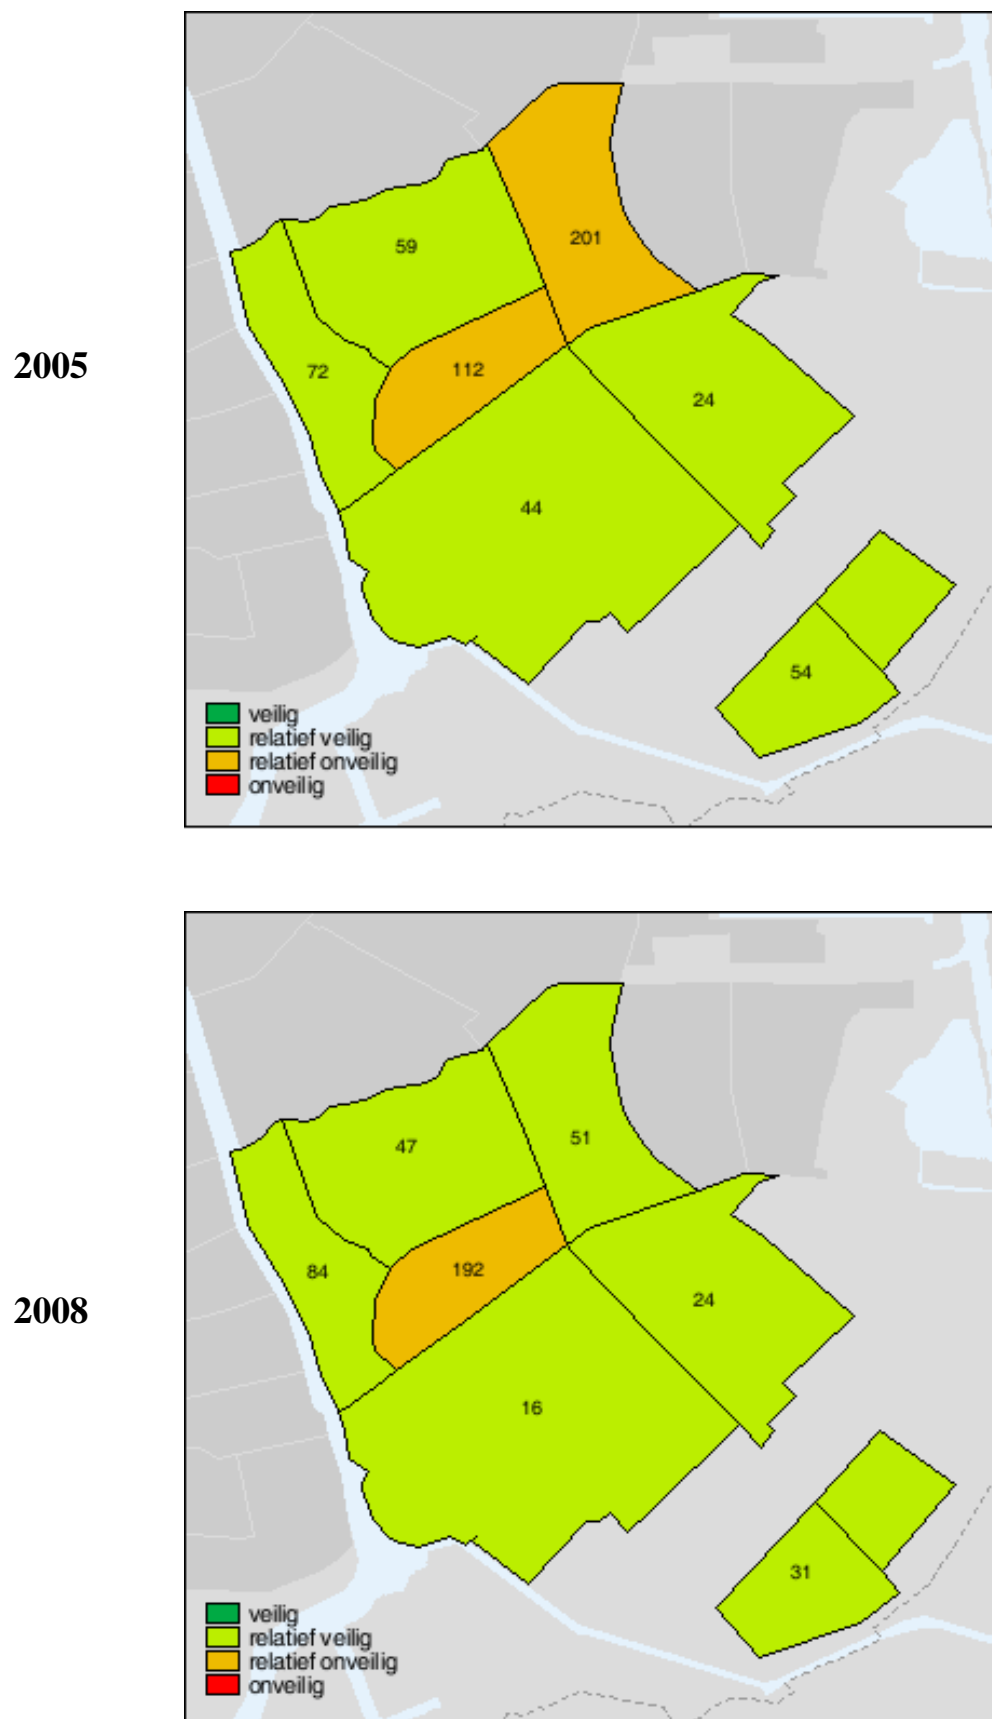 2005
201
59
72
112
24
44
54
veilig
relatief veilig
relatief onveilig
onveilig
2008
51
47
84
192
24
16
31
veilig
relatief veilig
relatief onveilig
onveilig